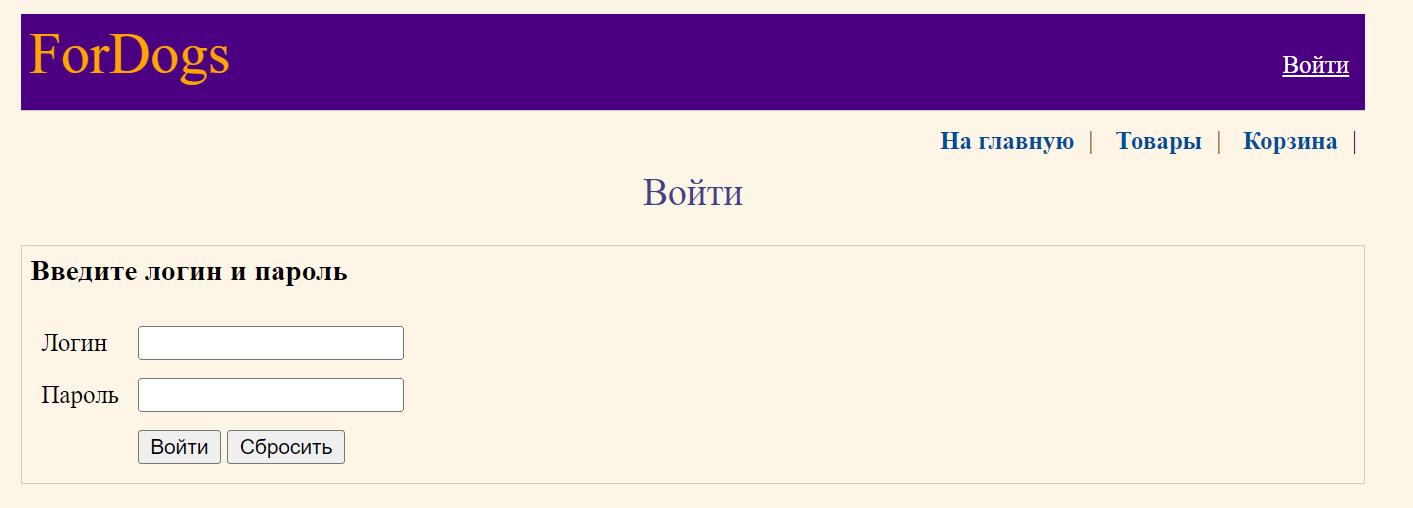 ForDogs
Войти
На главную | Товары | Корзина |
Войти
Введите логин и пароль
Логин
Пароль
Войти Сбросить